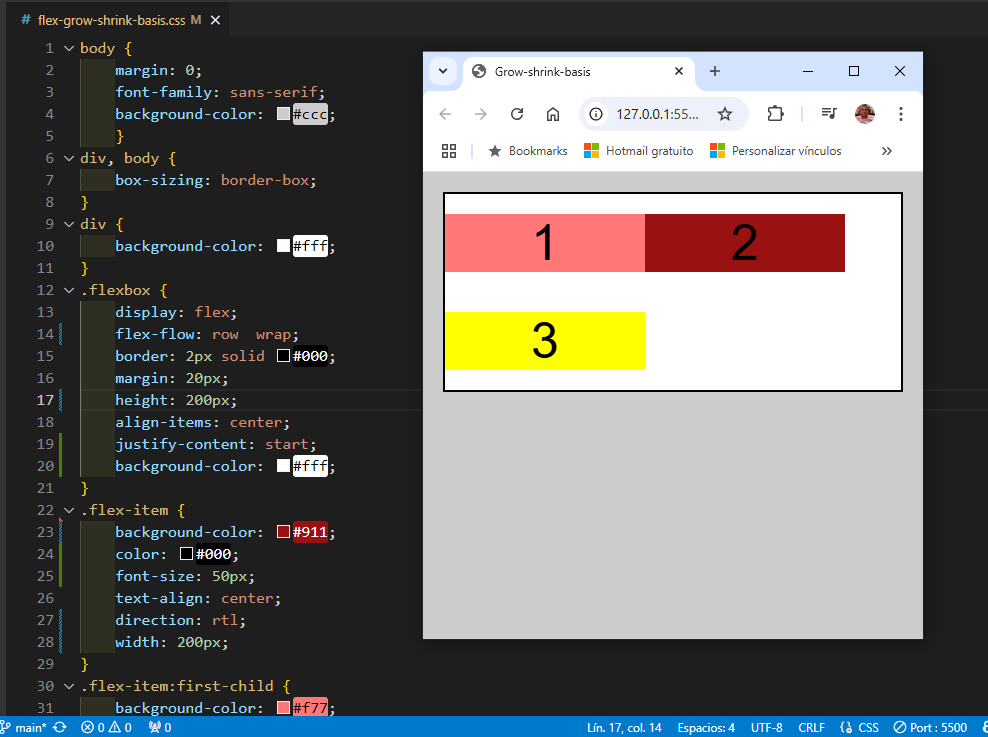 # flex-grow-shrink-basis.css M
1 body {
2 margin: 0;
3 font-family: sans-serif;
4 background-color: #ccc;
5 }
6 div, body {
7 box-sizing: border-box;
8 }
9 div {
10 background-color: #fff;
11 }
12 .flexbox {
13 display: flex;
14 flex-flow: row  wrap;
15 border: 2px solid #000;
16 margin: 20px;
17 height: 200px;
18 align-items: center;
19 justify-content: start;
20 background-color: #fff;
21 }
22 .flex-item {
23 background-color: #911;
24 color: #000;
25 font-size: 50px;
26 text-align: center;
27 direction: rtl;
28 width: 200px;
29 }
30 .flex-item:first-child {
31 background-color: #f77
Grow-shrink-basis
127.0.0.1:55...
Bookmarks Hotmail gratuito Personalizar vínculos
1 2
3
main* 0 0 0 Lín. 17, col. 14 Espacios: 4 UTF-8 CRLF {} CSS Port : 5500